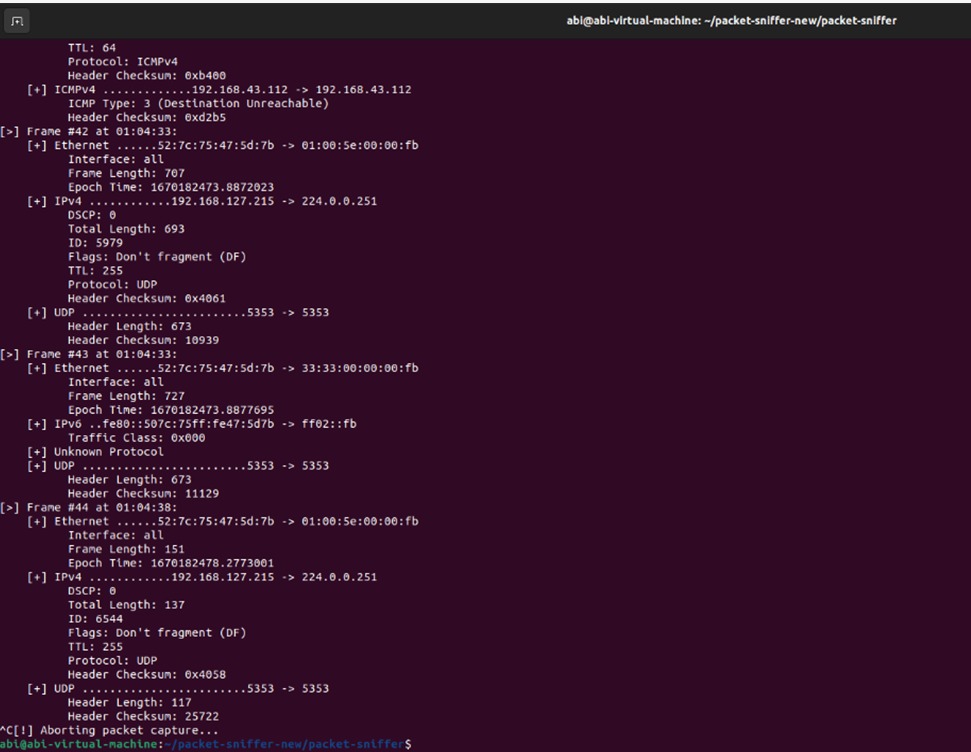 abi@abi-virtual-machine: ~/packet-sniffer-new/packet-sniffer
TTL: 64
Protocol: ICMPv4
Header Checksum: 0xb400
[+] ICMPv4 .............192.168.43.112 -> 192.168.43.112
ICMP Type: 3 (Destination Unreachable)
Header Checksum: 0xd2b5
[>] Frame #42 at 01:04:33:
[+] Ethernet ......52:7c:75:47:5d:7b -> 01:00:5e:00:00:fb
Interface: all
Frame Length: 707
Epoch Time: 1670182473.8872023
[+] IPv4 ............192.168.127.215 -> 224.0.0.251
DSCP: 0
Total Length: 693
ID: 5979
Flags: Don't fragment (DF)
TTL: 255
Protocol: UDP
Header Checksum: 0x4061
[+] UDP ........................5353 -> 5353
Header Length: 673
Header Checksum: 10939
[>] Frame #43 at 01:04:33:
[+] Ethernet ......52:7c:75:47:5d:7b -> 33:33:00:00:00:fb
Interface: all
Frame Length: 727
Epoch Time: 1670182473.8877695
[+] IPv6 ..fe80::507c:75ff:fe47:5d7b -> ff02::fb
Traffic Class: 0x000
[+] Unknown Protocol
[+] UDP ........................5353 -> 5353
Header Length: 673
Header Checksum: 11129
[>] Frame #44 at 01:04:38:
[+] Ethernet ......52:7c:75:47:5d:7b -> 01:00:5e:00:00:fb
Interface: all
Frame Length: 151
Epoch Time: 1670182478.2773001
[+] IPv4 ............192.168.127.215 -> 224.0.0.251
DSCP: 0
Total Length: 137
ID: 6544
Flags: Don't fragment (DF)
TTL: 255
Protocol: UDP
Header Checksum: 0x4058
[+] UDP ........................5353 -> 5353
Header Length: 117
Header Checksum: 25722
^C[!] Aborting packet capture...
abi@abi-virtual-machine:~/packet-sniffer-new/packet-sniffer$